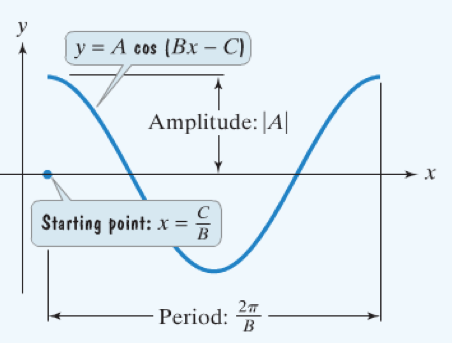 y
y = A cos (Bx – C)
Amplitude: |A|
x
Starting point: x = C/B
Period: 2π/B